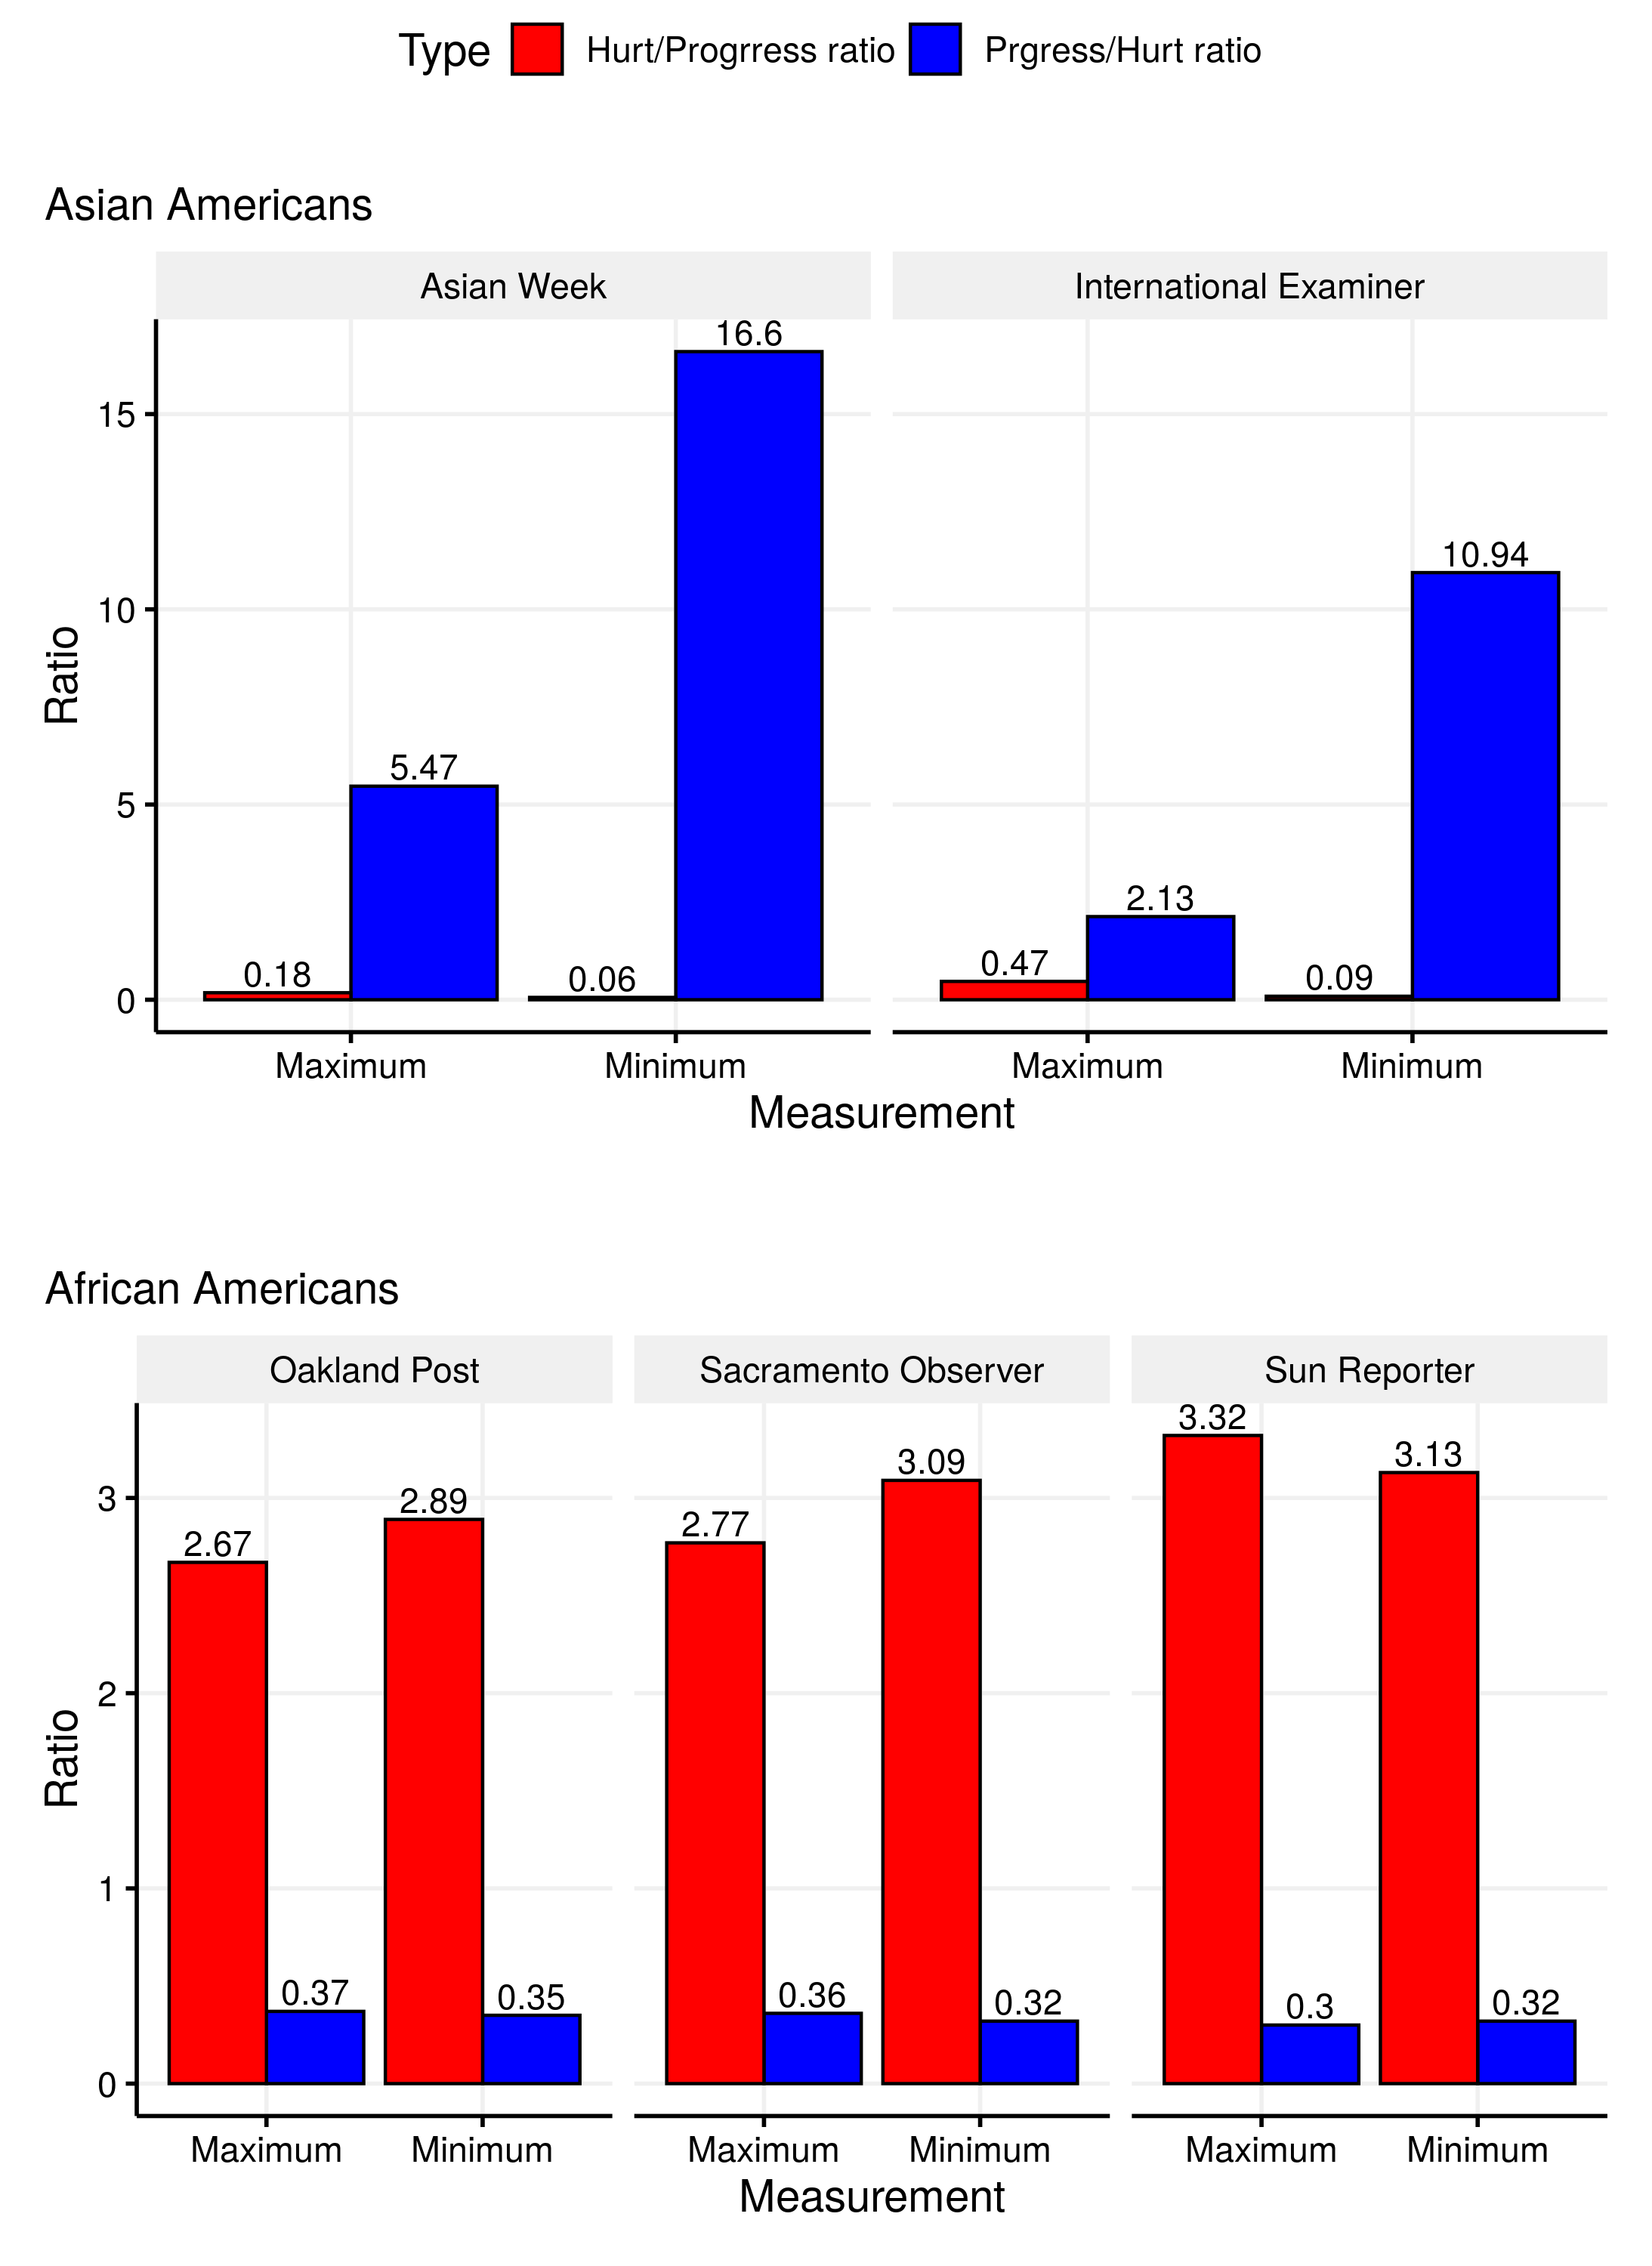 Type Hurt/Progrress ratio Prgress/Hurt ratio
Asian Americans
Asian Week International Examiner
16.6
15
10.94
10
Ratio
5.47
5
2.13
0.18 0.06 0.47 0.09
0
Maximum Minimum Maximum Minimum
Measurement
African Americans
Oakland Post Sacramento Observer Sun Reporter
3.32
3.09 3.13
3
2.89
2.77
2.67
2
Ratio
1
0.37 0.35 0.36 0.32 0.3 0.32
0
Maximum Minimum Maximum Minimum Maximum Minimum
Measurement